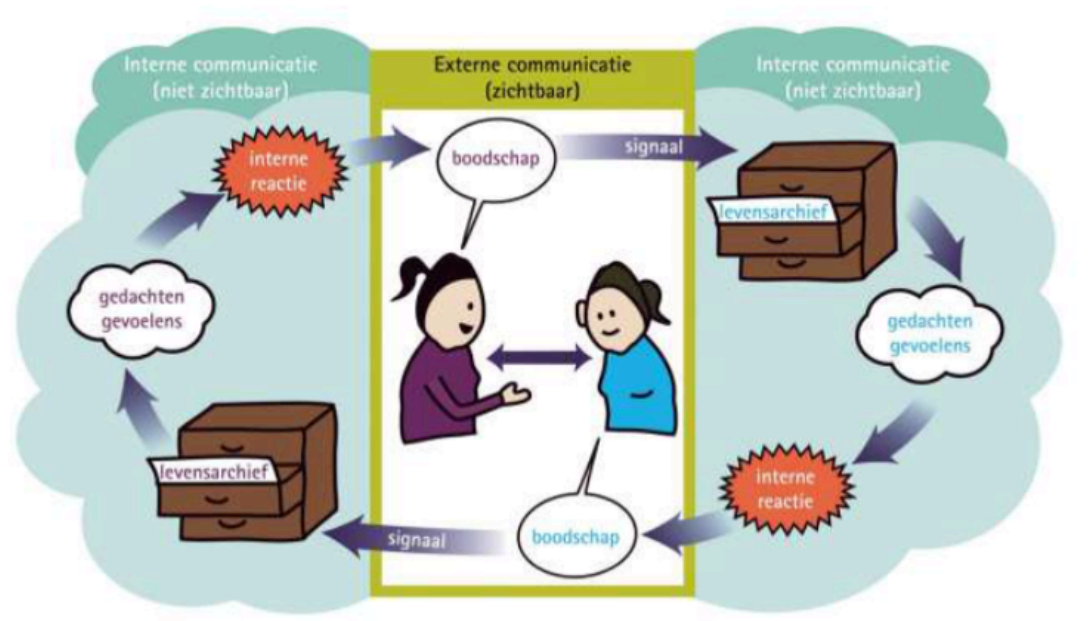 Interne communicatie
(niet zichtbaar)
Externe communicatie
(zichtbaar)
Interne communicatie
(niet zichtbaar)
interne
reactie
boodschap
signaal
levensarchief
gedachten
gevoelens
gedachten
gevoelens
levensarchief
interne
reactie
boodschap
signaal